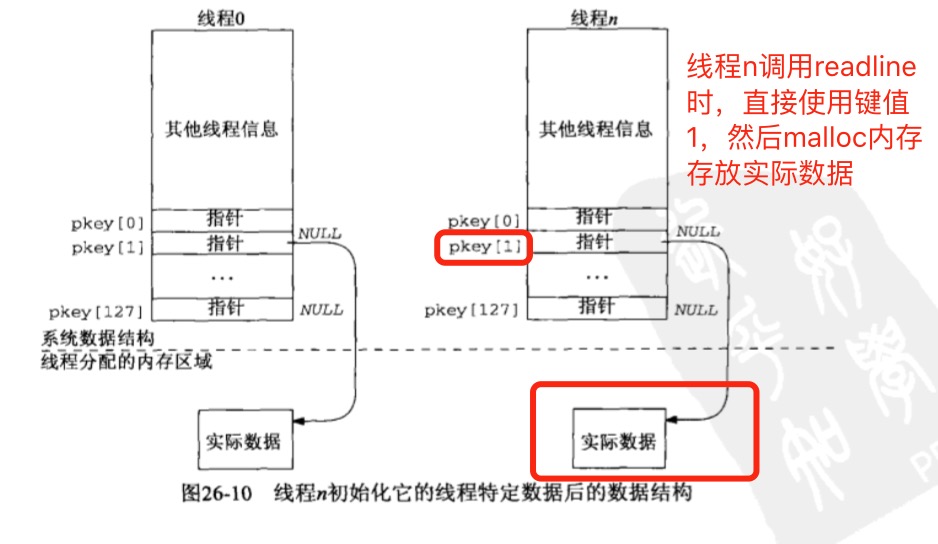 线程0
线程n
线程n调用readline
时，直接使用键值
1，然后malloc内存
存放实际数据
其他线程信息
其他线程信息
pkey[0]
指针
NULL
pkey[1]
指针
...
pkey[127]
指针
NULL
pkey[0]
指针
NULL
pkey[1]
指针
...
pkey[127]
指针
NULL
系统数据结构
线程分配的内存区域
实际数据
实际数据
图26-10 线程n初始化它的线程特定数据后的数据结构